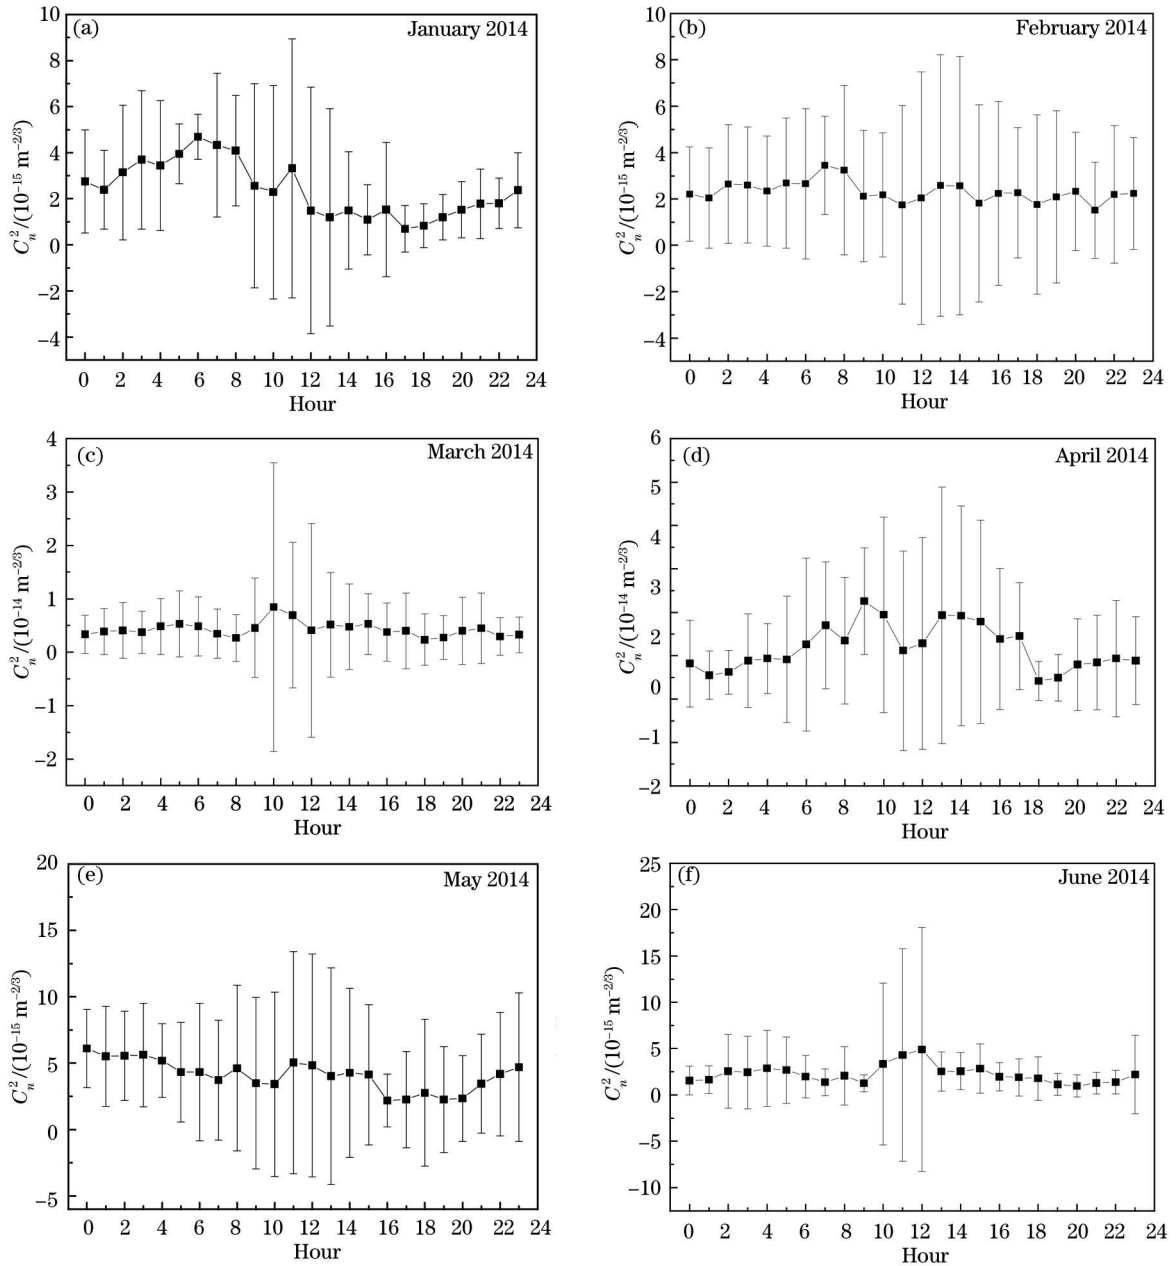 (a) January 2014
10
8
6
4
2
0
−2
−4
C_n^2/(10^−15 m^−2/3)
0 2 4 6 8 10 12 14 16 18 20 22 24
Hour
(b) February 2014
10
8
6
4
2
0
−2
−4
C_n^2/(10^−15 m^−2/3)
0 2 4 6 8 10 12 14 16 18 20 22 24
Hour
(c) March 2014
4
3
2
1
0
−1
−2
C_n^2/(10^−14 m^−2/3)
0 2 4 6 8 10 12 14 16 18 20 22 24
Hour
(d) April 2014
6
5
4
3
2
0
−1
−2
C_n^2/(10^−14 m^−2/3)
0 2 4 6 8 10 12 14 16 18 20 22 24
Hour
(e) May 2014
20
15
10
5
0
−5
C_n^2/(10^−15 m^−2/3)
0 2 4 6 8 10 12 14 16 18 20 22 24
Hour
(f) June 2014
25
20
15
10
5
0
−5
−10
C_n^2/(10^−15 m^−2/3)
0 2 4 6 8 10 12 14 16 18 20 22 24
Hour